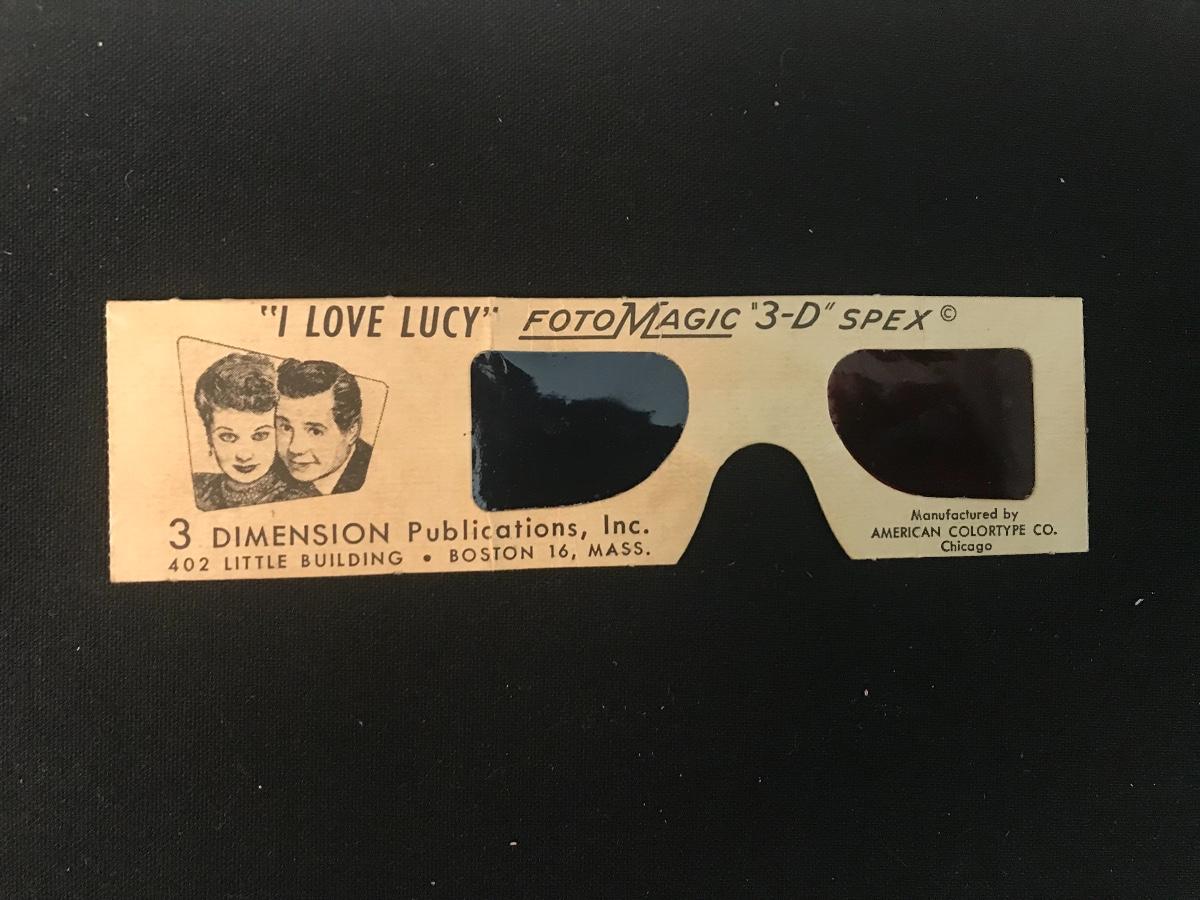 "I LOVE LUCY" FOTOMAGIC "3-D" SPEX ©
3 DIMENSION Publications, Inc.
402 LITTLE BUILDING • BOSTON 16, MASS.
Manufactured by
AMERICAN COLORTYPE CO.
Chicago